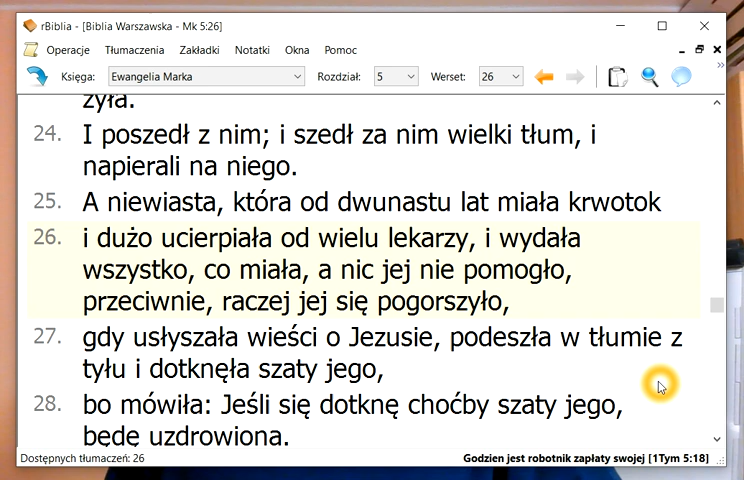 rBiblia - [Biblia Warszawska - Mk 5:26]
Operacje Tłumaczenia Zakładki Notatki Okna Pomoc
Księga: Ewangelia Marka Rozdział: 5 Werset: 26
żyła.
24. I poszedł z nim; i szedł za nim wielki tłum, i
napierali na niego.
25. A niewiasta, która od dwunastu lat miała krwotok
26. i dużo ucierpiała od wielu lekarzy, i wydała
wszystko, co miała, a nic jej nie pomogło,
przeciwnie, raczej jej się pogorszyło,
27. gdy usłyszała wieści o Jezusie, podeszła w tłumie z
tyłu i dotknęła szaty jego,
28. bo mówiła: Jeśli się dotknę choćby szaty jego,
będę uzdrowiona.
Dostępnych tłumaczeń: 26 Godzien jest robotnik zapłaty swojej [1Tym 5:18]